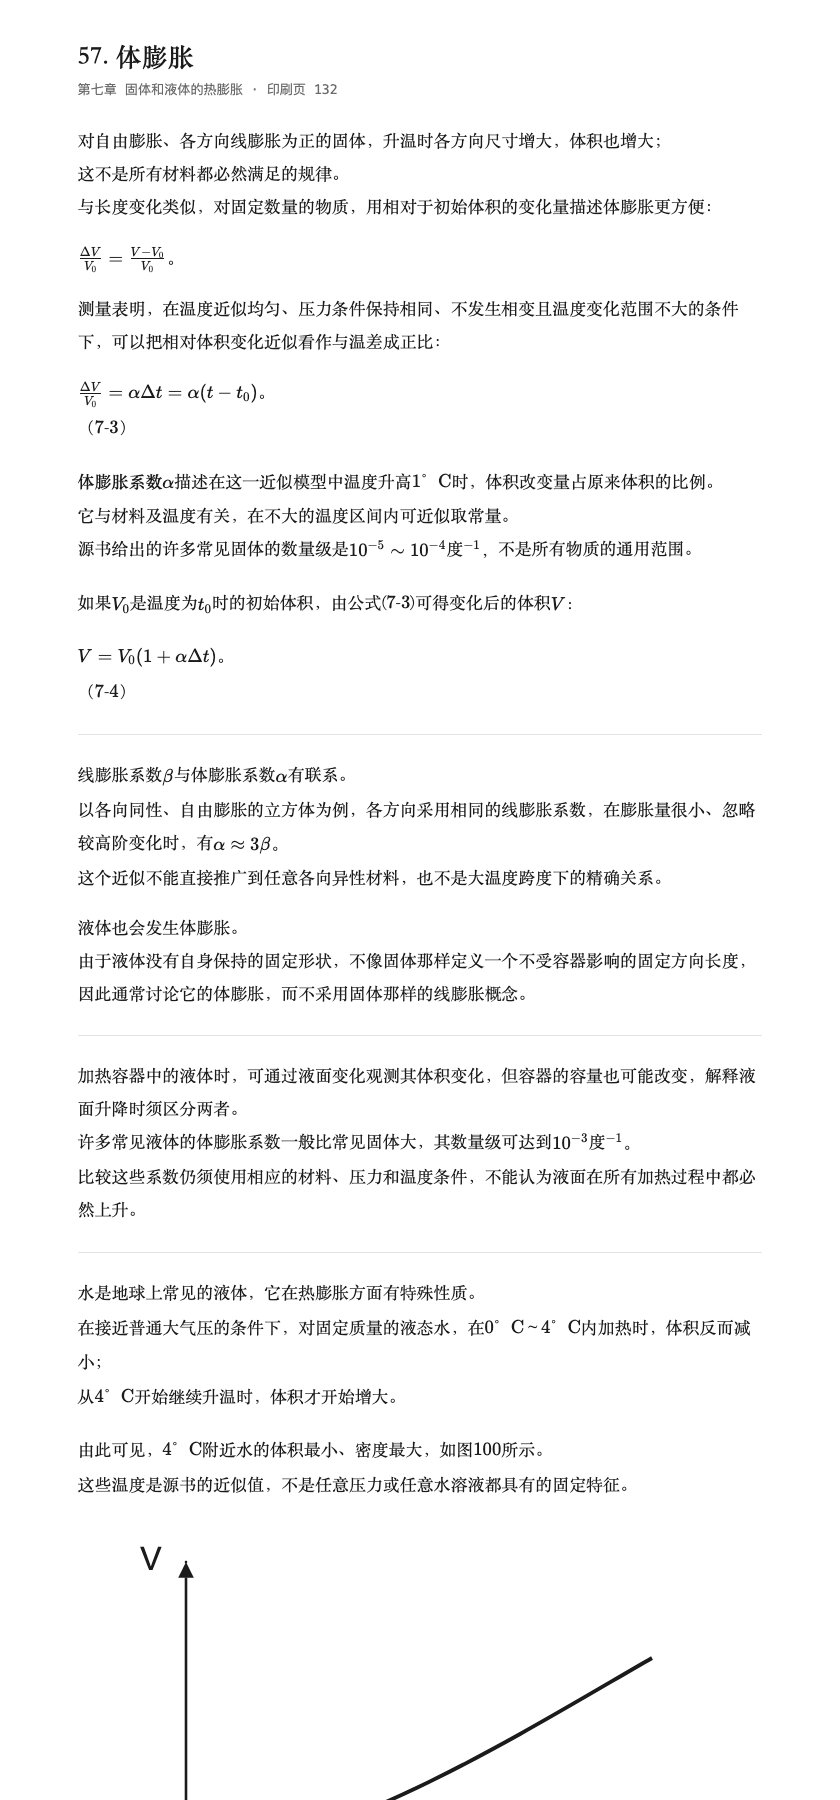 57. 体膨胀
第七章 固体和液体的热膨胀 · 印刷页 132
对自由膨胀、各方向线膨胀为正的固体，升温时各方向尺寸增大，体积也增大；
这不是所有材料都必然满足的规律。
与长度变化类似，对固定数量的物质，用相对于初始体积的变化量描述体膨胀更方便：
ΔV/V₀ = (V−V₀)/V₀。
测量表明，在温度近似均匀、压力条件保持相同、不发生相变且温度变化范围不大的条件
下，可以把相对体积变化近似看作与温差成正比：
ΔV/V₀ = αΔt = α(t − t₀)。
（7-3）
体膨胀系数α描述在这一近似模型中温度升高1°C时，体积改变量占原来体积的比例。
它与材料及温度有关，在不大的温度区间内可近似取常量。
源书给出的许多常见固体的数量级是10⁻⁵ ∼ 10⁻⁴度⁻¹，不是所有物质的通用范围。
如果V₀是温度为t₀时的初始体积，由公式(7-3)可得变化后的体积V：
V = V₀(1 + αΔt)。
（7-4）
线膨胀系数β与体膨胀系数α有联系。
以各向同性、自由膨胀的立方体为例，各方向采用相同的线膨胀系数，在膨胀量很小、忽略
较高阶变化时，有α ≈ 3β。
这个近似不能直接推广到任意各向异性材料，也不是大温度跨度下的精确关系。
液体也会发生体膨胀。
由于液体没有自身保持的固定形状，不像固体那样定义一个不受容器影响的固定方向长度，
因此通常讨论它的体膨胀，而不采用固体那样的线膨胀概念。
加热容器中的液体时，可通过液面变化观测其体积变化，但容器的容量也可能改变，解释液
面升降时须区分两者。
许多常见液体的体膨胀系数一般比常见固体大，其数量级可达到10⁻³度⁻¹。
比较这些系数仍须使用相应的材料、压力和温度条件，不能认为液面在所有加热过程中都必
然上升。
水是地球上常见的液体，它在热膨胀方面有特殊性质。
在接近普通大气压的条件下，对固定质量的液态水，在0°C~4°C内加热时，体积反而减
小；
从4°C开始继续升温时，体积才开始增大。
由此可见，4°C附近水的体积最小、密度最大，如图100所示。
这些温度是源书的近似值，不是任意压力或任意水溶液都具有的固定特征。
V